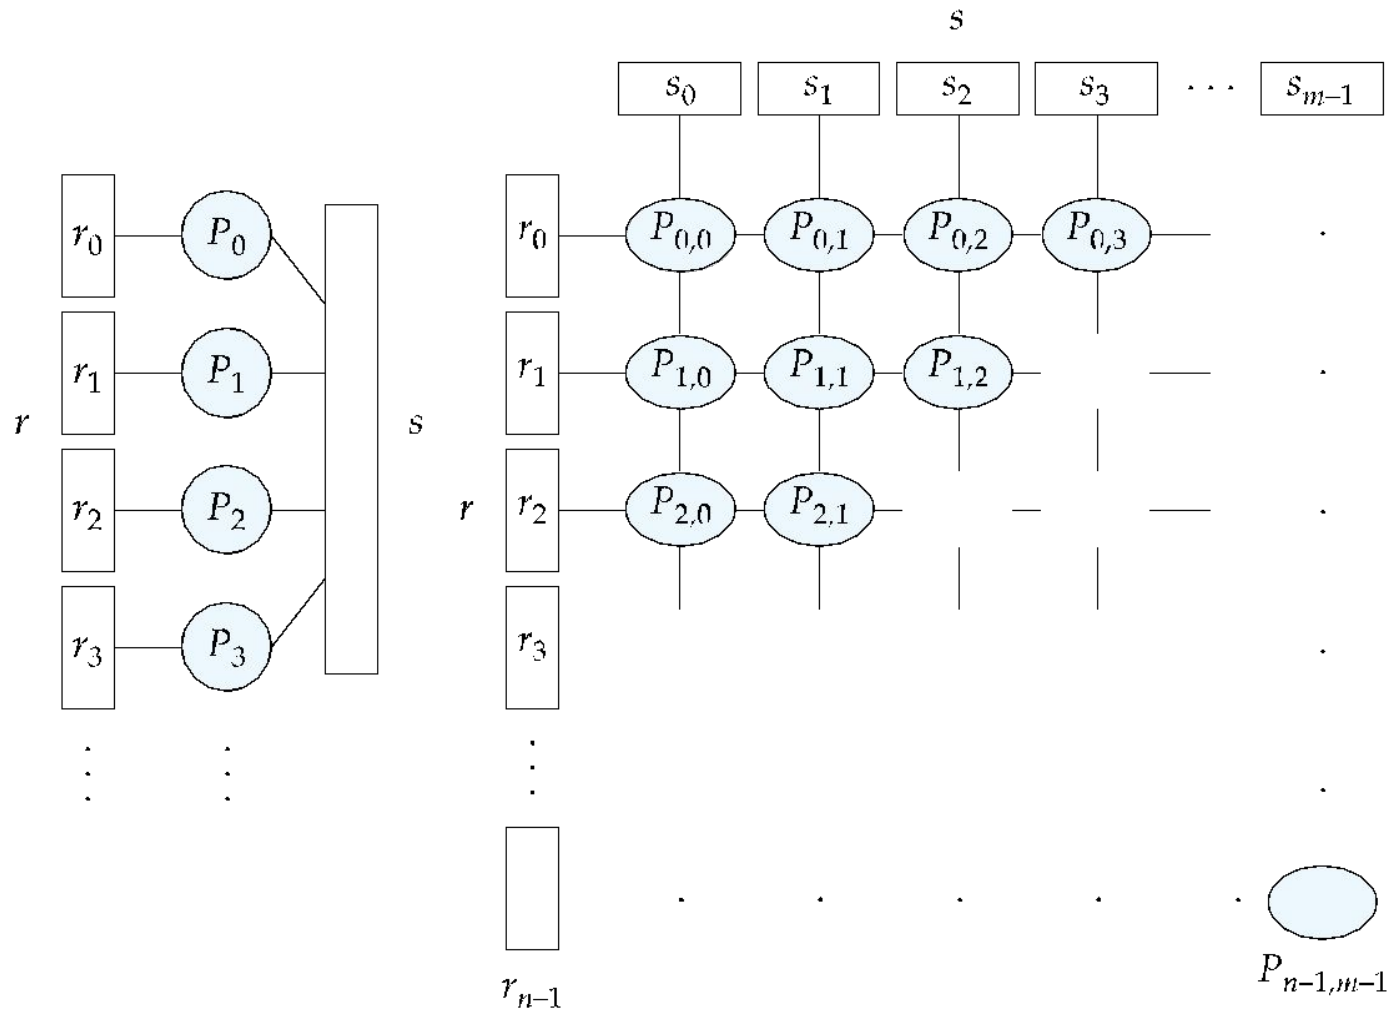 s
s₀ s₁ s₂ s₃ · · · sₘ₋₁
r₀ P₀ r₀ P₀,₀ P₀,₁ P₀,₂ P₀,₃
r₁ P₁ r₁ P₁,₀ P₁,₁ P₁,₂
r s
r₂ P₂ r r₂ P₂,₀ P₂,₁
r₃ P₃ r₃
Pₙ₋₁,ₘ₋₁
rₙ₋₁